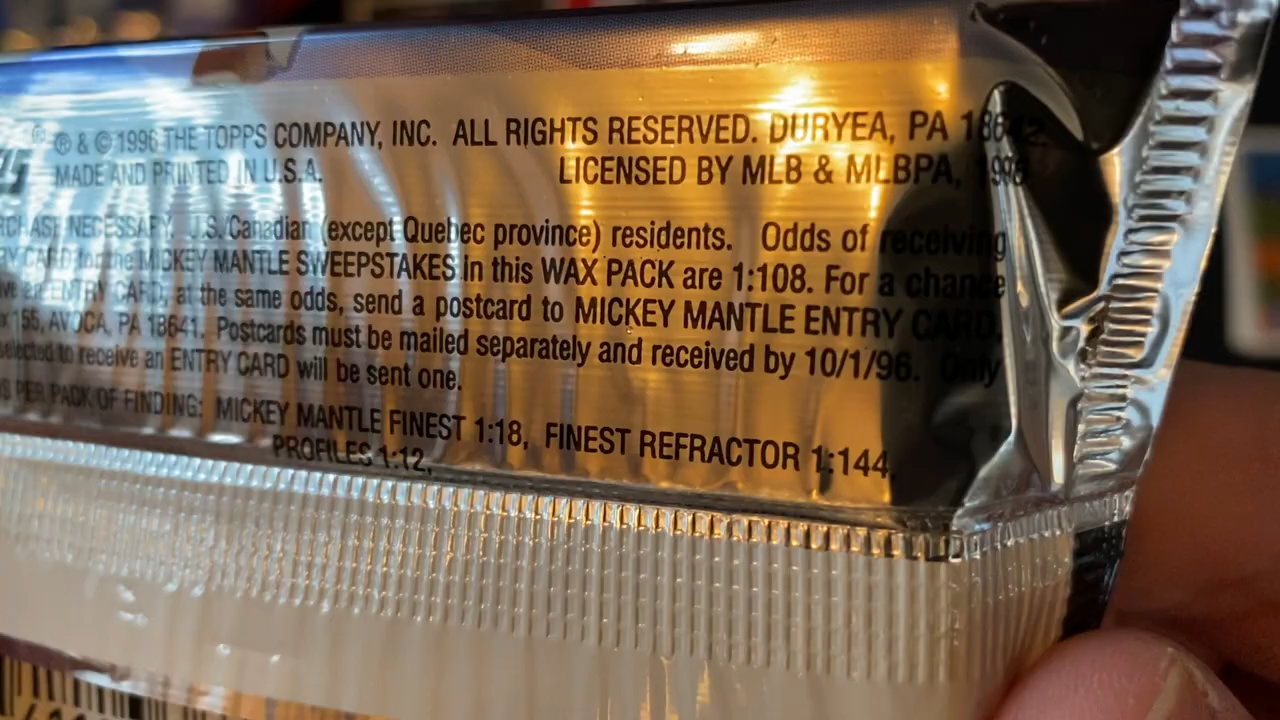 ® & © 1996 THE TOPPS COMPANY, INC. ALL RIGHTS RESERVED. DURYEA, PA 18642.
MADE AND PRINTED IN U.S.A. LICENSED BY MLB & MLBPA, 1996
RCHASE NECESSARY. U.S./Canadian (except Quebec province) residents. Odds of receiving
RY CARD for the MICKEY MANTLE SWEEPSTAKES in this WAX PACK are 1:108. For a chance
ENTRY CARD, at the same odds, send a postcard to MICKEY MANTLE ENTRY CARD,
x 155, AVOCA, PA 18641. Postcards must be mailed separately and received by 10/1/96. Only
selected to receive an ENTRY CARD will be sent one.
S PER PACK OF FINDING: MICKEY MANTLE FINEST 1:18, FINEST REFRACTOR 1:144,
PROFILES 1:12,